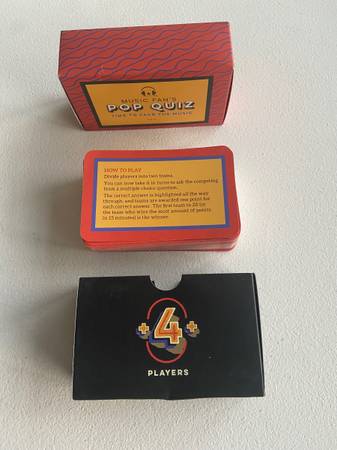 MUSIC FAN'S
POP QUIZ
TIME TO FACE THE MUSIC
HOW TO PLAY
Divide players into two teams.
You can now take it in turns to ask the competing
team a multiple choice question.
The correct answer is highlighted all the way
through, and teams are awarded one point for
each correct answer. The first team to 20 (or
the team who wins the most amount of points
in 15 minutes) is the winner.
+4+
PLAYERS